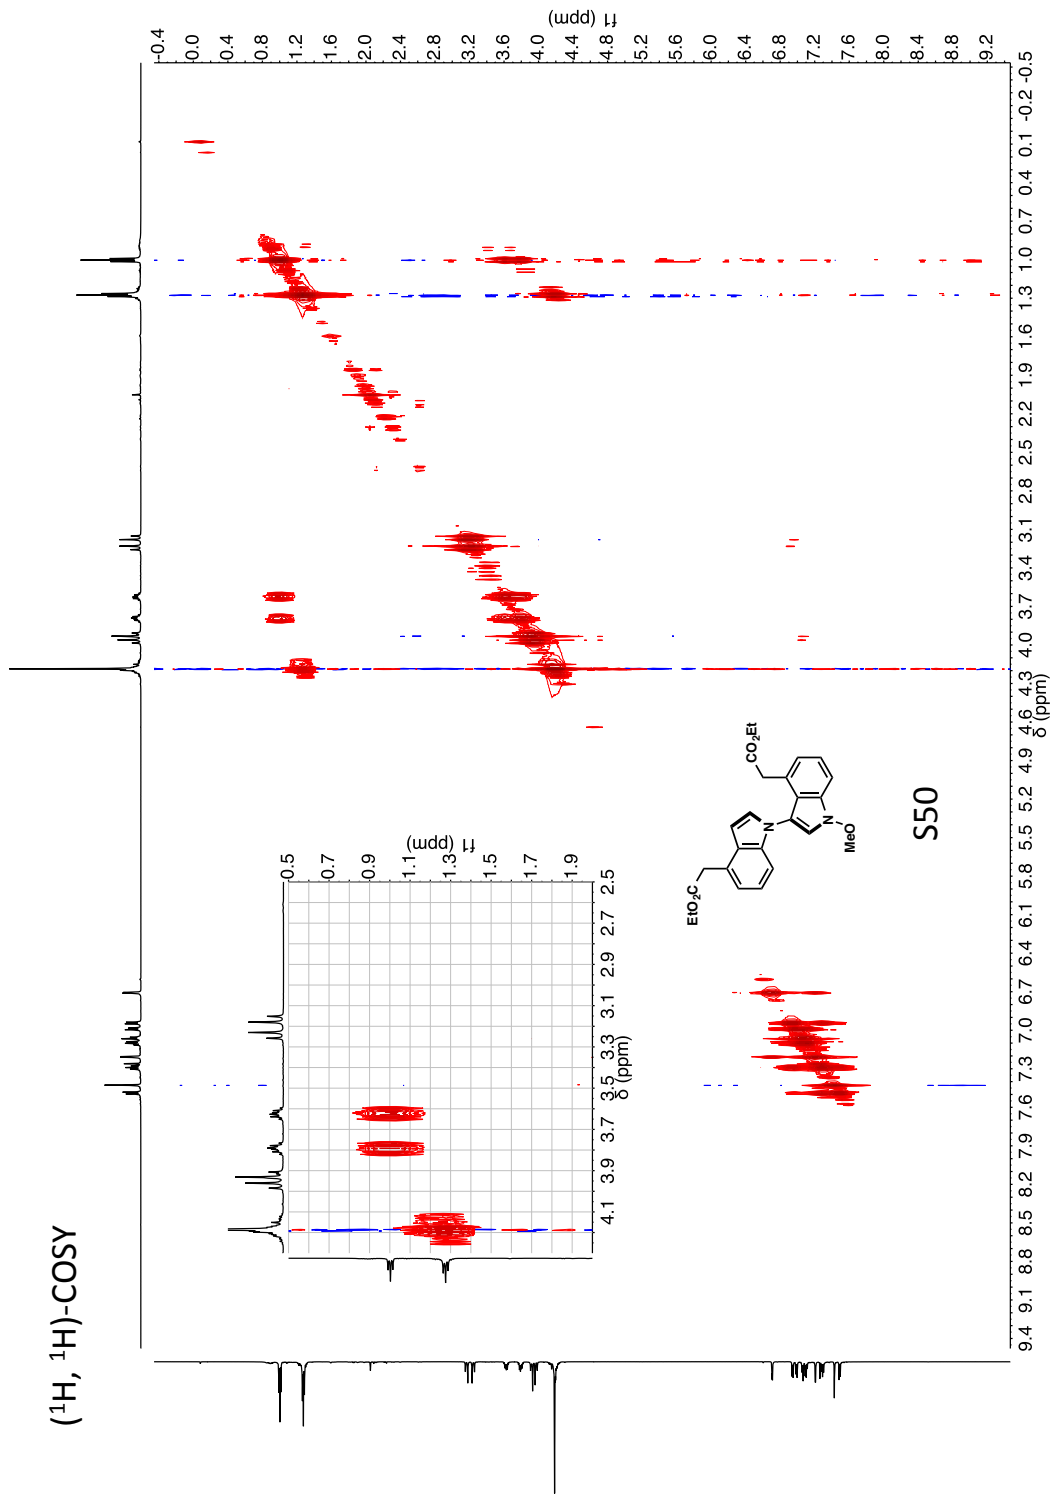 (¹H, ¹H)-COSY
-0.4 0.0 0.4 0.8 1.2 1.6 2.0 2.4 2.8 3.2 3.6 4.0 4.4 4.8 5.2 5.6 6.0 6.4 6.8 7.2 7.6 8.0 8.4 8.8 9.2
f1 (ppm)
0.5 0.7 0.9 1.1 1.3 1.5 1.7 1.9
f1 (ppm)
4.1 3.9 3.7 3.5 3.3 3.1 2.9 2.7 2.5
δ (ppm)
EtO₂C
CO₂Et
N
N
MeO
S50
9.4 9.1 8.8 8.5 8.2 7.9 7.6 7.3 7.0 6.7 6.4 6.1 5.8 5.5 5.2 4.9 4.6 4.3 4.0 3.7 3.4 3.1 2.8 2.5 2.2 1.9 1.6 1.3 1.0 0.7 0.4 0.1 -0.2 -0.5
δ (ppm)